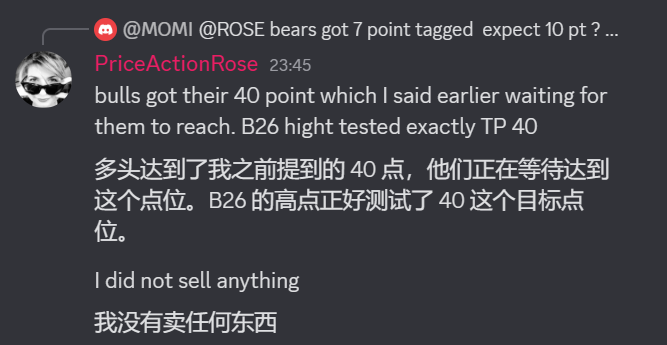 @MOMI @ROSE bears got 7 point tagged expect 10 pt ? ...
PriceActionRose 23:45
bulls got their 40 point which I said earlier waiting for
them to reach. B26 hight tested exactly TP 40
多头达到了我之前提到的 40 点，他们正在等待达到
这个点位。B26 的高点正好测试了 40 这个目标点
位。
I did not sell anything
我没有卖任何东西